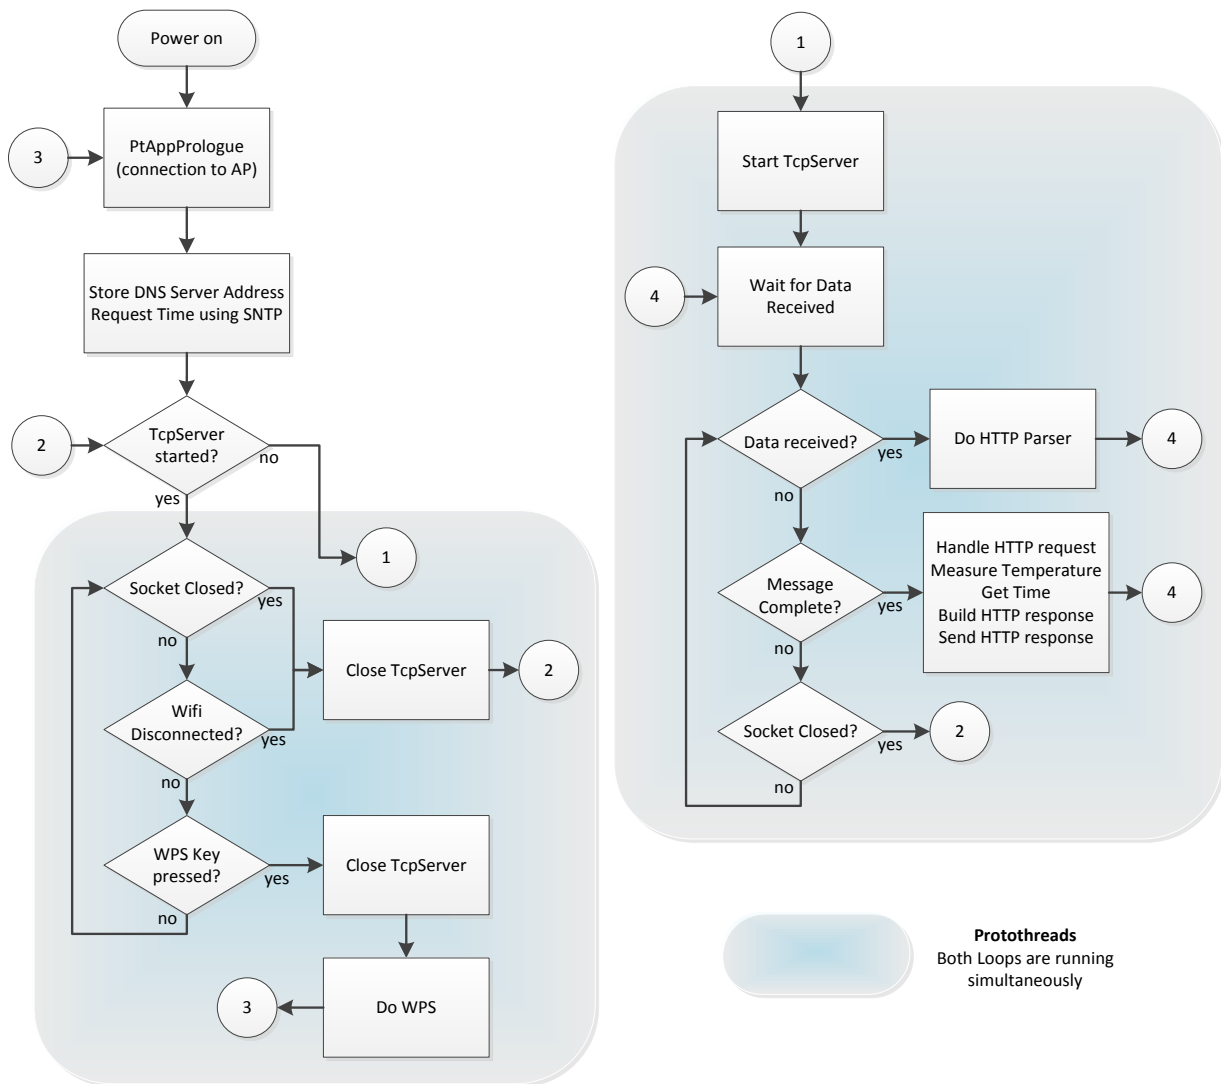 Power on
3
PtAppPrologue
(connection to AP)
Store DNS Server Address
Request Time using SNTP
2
TcpServer
started?
no
yes
1
Socket Closed?
yes
no
Close TcpServer
2
Wifi
Disconnected?
yes
no
WPS Key
pressed?
yes
no
Close TcpServer
Do WPS
3
1
Start TcpServer
4
Wait for Data
Received
Data received?
yes
no
Do HTTP Parser
4
Message
Complete?
yes
no
Handle HTTP request
Measure Temperature
Get Time
Build HTTP response
Send HTTP response
4
Socket Closed?
yes
no
2
Protothreads
Both Loops are running
simultaneously